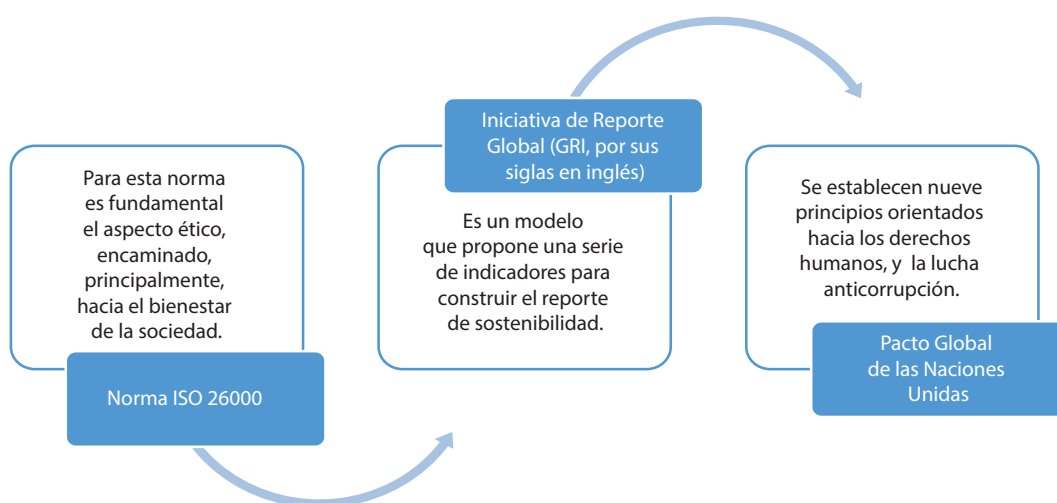 Para esta norma
es fundamental
el aspecto ético,
encaminado,
principalmente,
hacia el bienestar
de la sociedad.
Norma ISO 26000
Iniciativa de Reporte
Global (GRI, por sus
siglas en inglés)
Es un modelo
que propone una serie
de indicadores para
construir el reporte
de sostenibilidad.
Se establecen nueve
principios orientados
hacia los derechos
humanos, y la lucha
anticorrupción.
Pacto Global
de las Naciones
Unidas